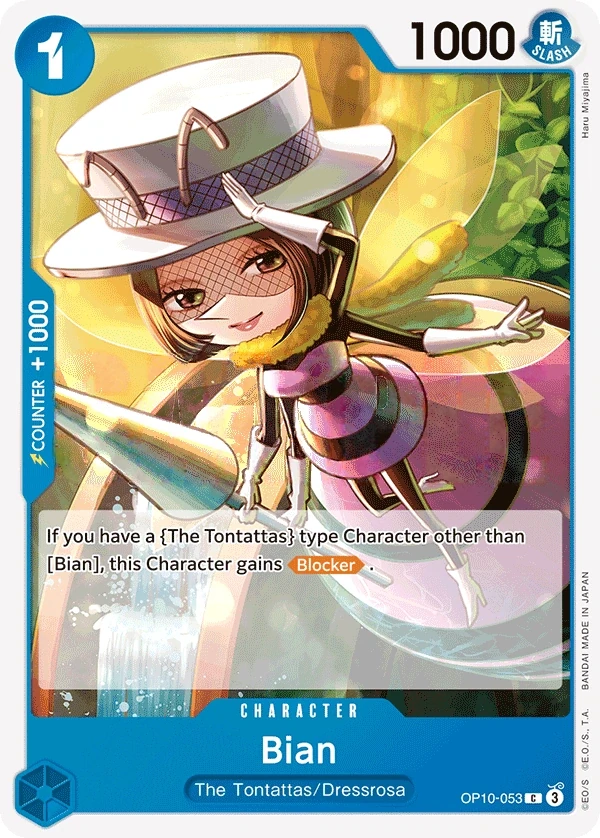 1
1000
斬
SLASH
Haru Miyajima
COUNTER +1000
If you have a {The Tontattas} type Character other than
[Bian], this Character gains Blocker .
CHARACTER
Bian
The Tontattas/Dressrosa
OP10-053 C 3
©E.O/S ©E.O./S., T.A. BANDAI MADE IN JAPAN